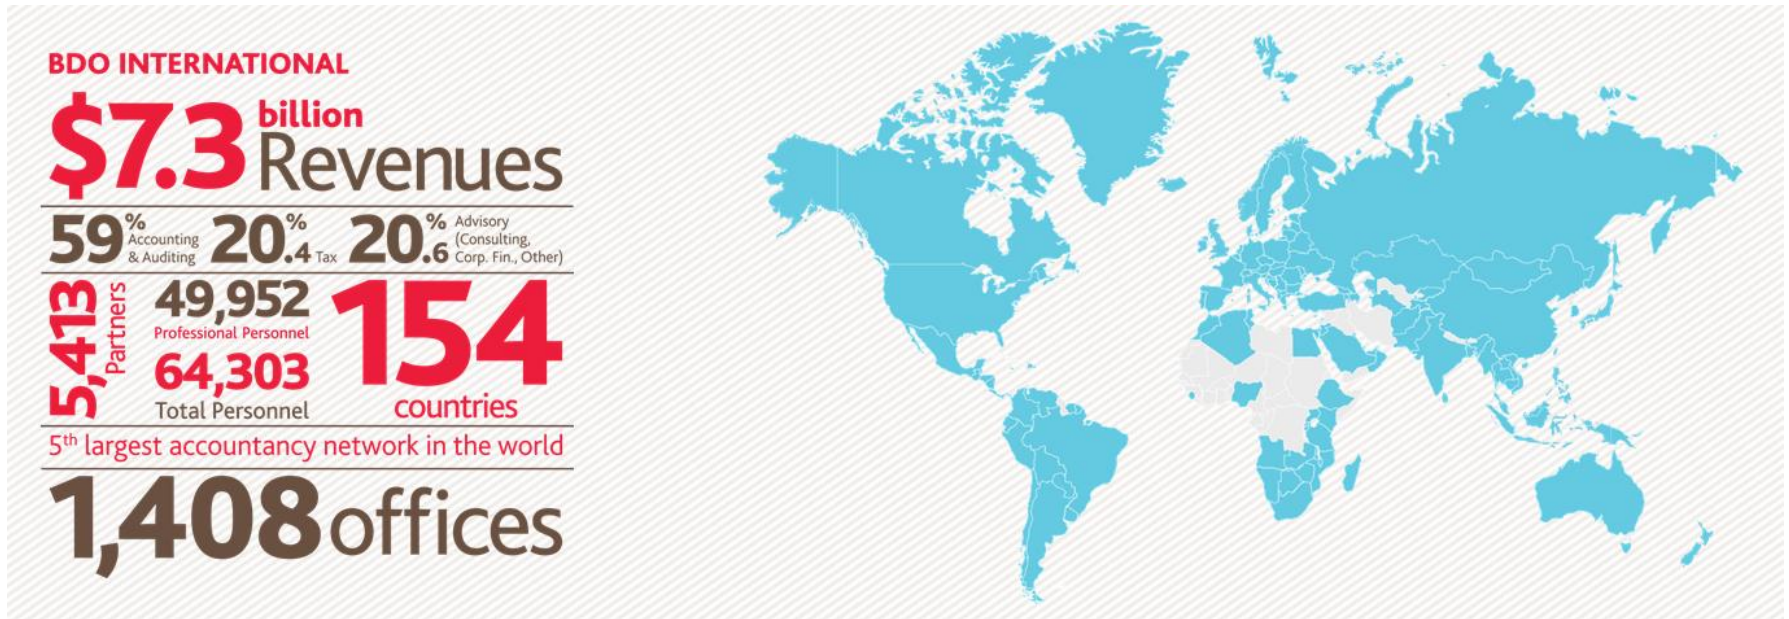 BDO INTERNATIONAL
$7.3 billion
Revenues
59% Accounting & Auditing 20.4% Tax 20.6% Advisory (Consulting, Corp. Fin., Other)
5,413 Partners
49,952
Professional Personnel
64,303
Total Personnel
154
countries
5th largest accountancy network in the world
1,408 offices